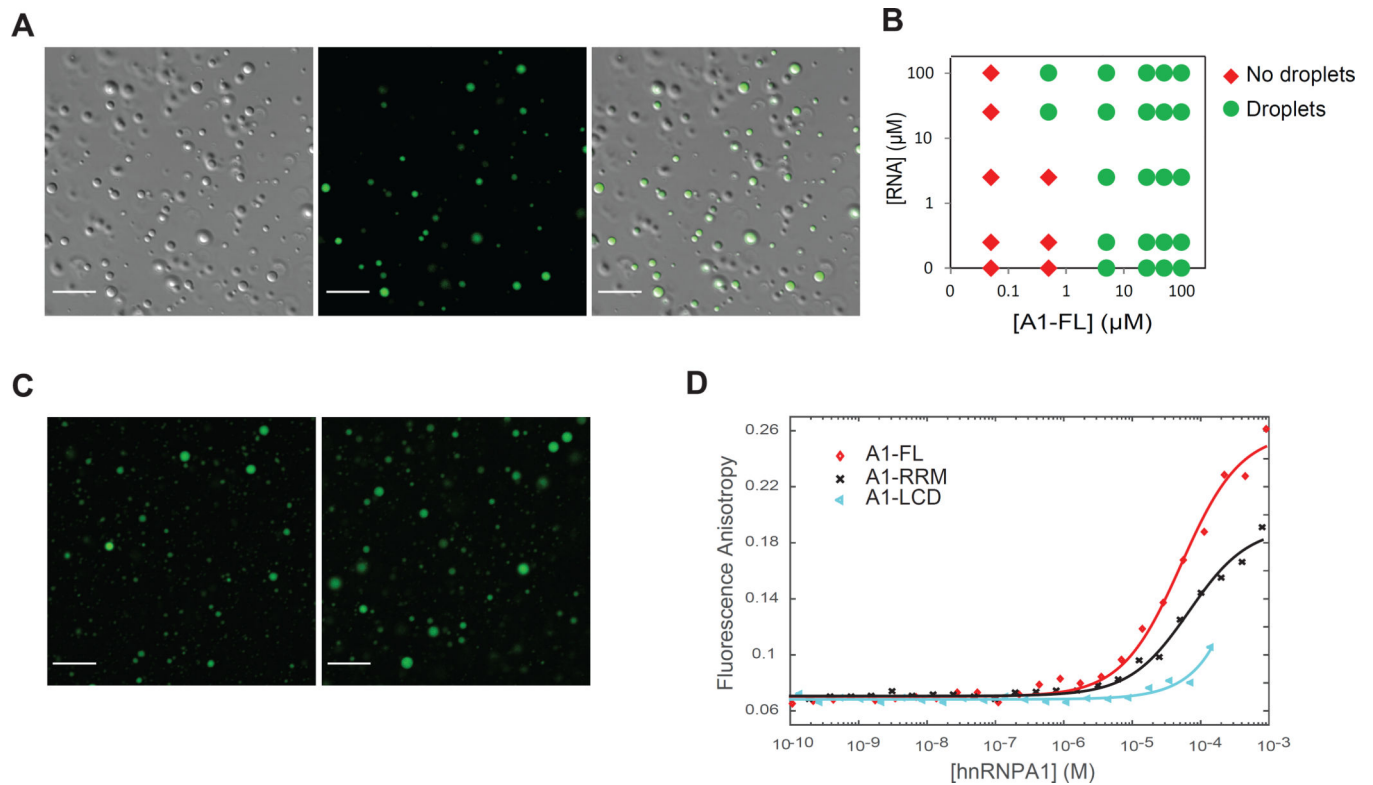 A
B
No droplets
Droplets
[RNA] (µM)
100
10
1
0
0 0.1 1 10 100
[A1-FL] (µM)
C
D
A1-FL
A1-RRM
A1-LCD
Fluorescence Anisotropy
0.26
0.22
0.18
0.14
0.1
0.06
10-10 10-9 10-8 10-7 10-6 10-5 10-4 10-3
[hnRNPA1] (M)